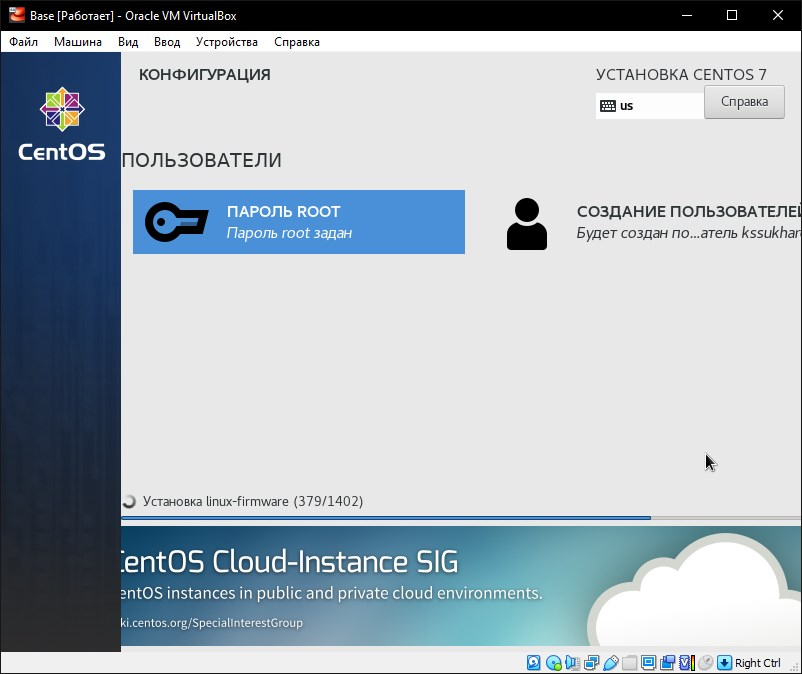 Base [Работает] - Oracle VM VirtualBox
Файл Машина Вид Ввод Устройства Справка
КОНФИГУРАЦИЯ
УСТАНОВКА CENTOS 7
us
Справка
CentOS
ПОЛЬЗОВАТЕЛИ
ПАРОЛЬ ROOT
Пароль root задан
СОЗДАНИЕ ПОЛЬЗОВАТЕЛЕЙ
Будет создан по...атель kssukhar
Установка linux-firmware (379/1402)
CentOS Cloud-Instance SIG
entOS instances in public and private cloud environments.
ki.centos.org/SpecialInterestGroup
Right Ctrl